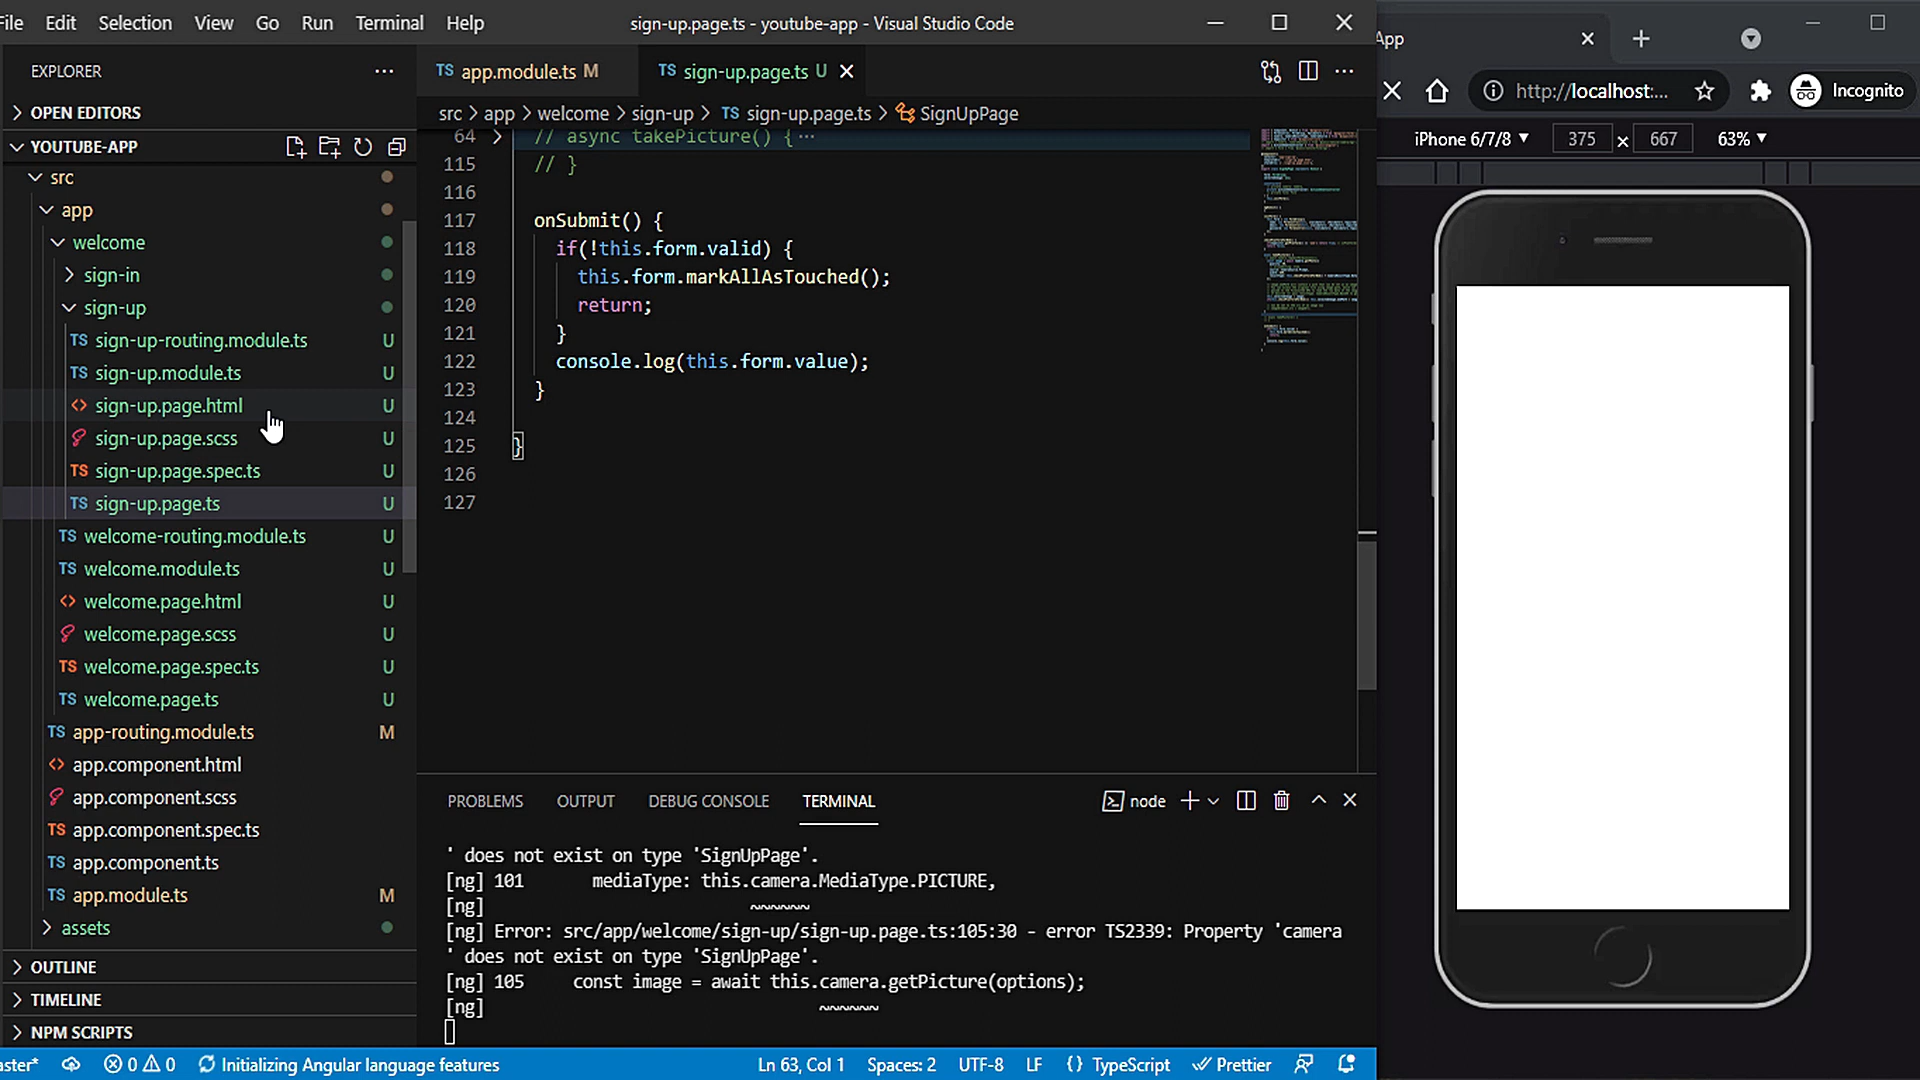 File Edit Selection View Go Run Terminal Help
sign-up.page.ts - youtube-app - Visual Studio Code
EXPLORER
OPEN EDITORS
YOUTUBE-APP
src
app
welcome
sign-in
sign-up
TS sign-up-routing.module.ts U
TS sign-up.module.ts U
<> sign-up.page.html U
sign-up.page.scss U
TS sign-up.page.spec.ts U
TS sign-up.page.ts U
TS welcome-routing.module.ts U
TS welcome.module.ts U
<> welcome.page.html U
welcome.page.scss U
TS welcome.page.spec.ts U
TS welcome.page.ts U
TS app-routing.module.ts M
<> app.component.html
app.component.scss
TS app.component.spec.ts
TS app.component.ts
TS app.module.ts M
assets
OUTLINE
TIMELINE
NPM SCRIPTS
TS app.module.ts M
TS sign-up.page.ts U
src > app > welcome > sign-up > TS sign-up.page.ts > SignUpPage
64 // async takePicture() { ...
115 // }
116
117 onSubmit() {
118 if(!this.form.valid) {
119 this.form.markAllAsTouched();
120 return;
121 }
122 console.log(this.form.value);
123 }
124
125 }
126
127
PROBLEMS OUTPUT DEBUG CONSOLE TERMINAL
node
' does not exist on type 'SignUpPage'.
[ng] 101 mediaType: this.camera.MediaType.PICTURE,
[ng] ~~~~~~
[ng] Error: src/app/welcome/sign-up/sign-up.page.ts:105:30 - error TS2339: Property 'camera
' does not exist on type 'SignUpPage'.
[ng] 105 const image = await this.camera.getPicture(options);
[ng] ~~~~~~
aster* 0 0 Initializing Angular language features
Ln 63, Col 1 Spaces: 2 UTF-8 LF {} TypeScript Prettier
App
http://localhost:...
Incognito
iPhone 6/7/8 375 x 667 63%